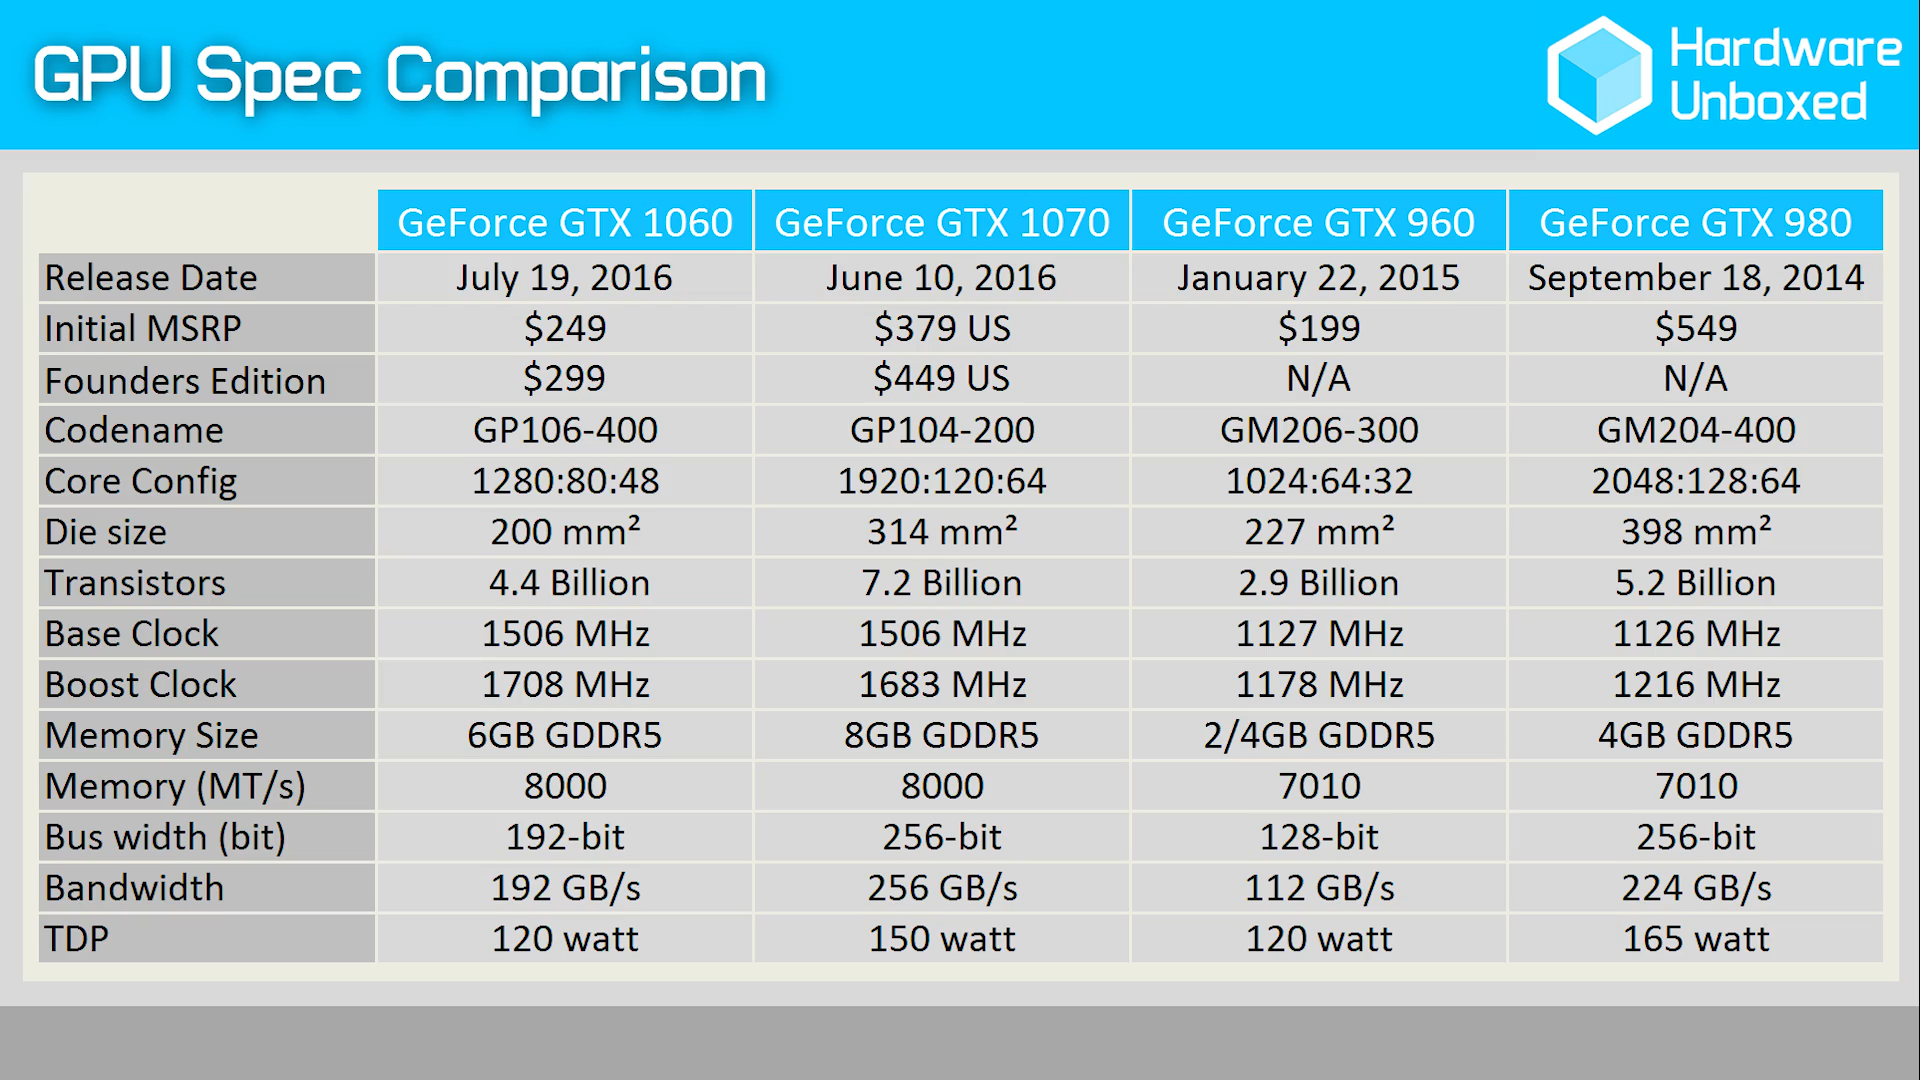 GPU Spec Comparison
Hardware
Unboxed
GeForce GTX 1060 GeForce GTX 1070 GeForce GTX 960 GeForce GTX 980
Release Date July 19, 2016 June 10, 2016 January 22, 2015 September 18, 2014
Initial MSRP $249 $379 US $199 $549
Founders Edition $299 $449 US N/A N/A
Codename GP106-400 GP104-200 GM206-300 GM204-400
Core Config 1280:80:48 1920:120:64 1024:64:32 2048:128:64
Die size 200 mm² 314 mm² 227 mm² 398 mm²
Transistors 4.4 Billion 7.2 Billion 2.9 Billion 5.2 Billion
Base Clock 1506 MHz 1506 MHz 1127 MHz 1126 MHz
Boost Clock 1708 MHz 1683 MHz 1178 MHz 1216 MHz
Memory Size 6GB GDDR5 8GB GDDR5 2/4GB GDDR5 4GB GDDR5
Memory (MT/s) 8000 8000 7010 7010
Bus width (bit) 192-bit 256-bit 128-bit 256-bit
Bandwidth 192 GB/s 256 GB/s 112 GB/s 224 GB/s
TDP 120 watt 150 watt 120 watt 165 watt